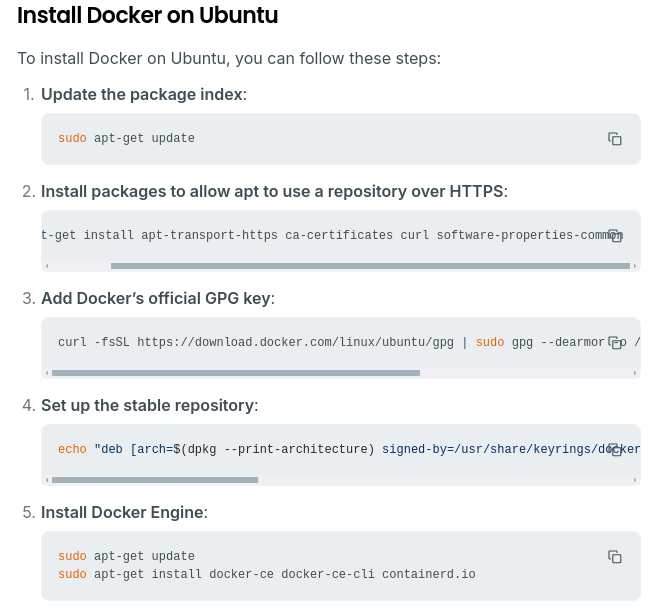 Install Docker on Ubuntu
To install Docker on Ubuntu, you can follow these steps:
1. Update the package index:
sudo apt-get update
2. Install packages to allow apt to use a repository over HTTPS:
t-get install apt-transport-https ca-certificates curl software-properties-common
3. Add Docker’s official GPG key:
curl -fsSL https://download.docker.com/linux/ubuntu/gpg | sudo gpg --dearmor -o /
4. Set up the stable repository:
echo "deb [arch=$(dpkg --print-architecture) signed-by=/usr/share/keyrings/docker
5. Install Docker Engine:
sudo apt-get update
sudo apt-get install docker-ce docker-ce-cli containerd.io